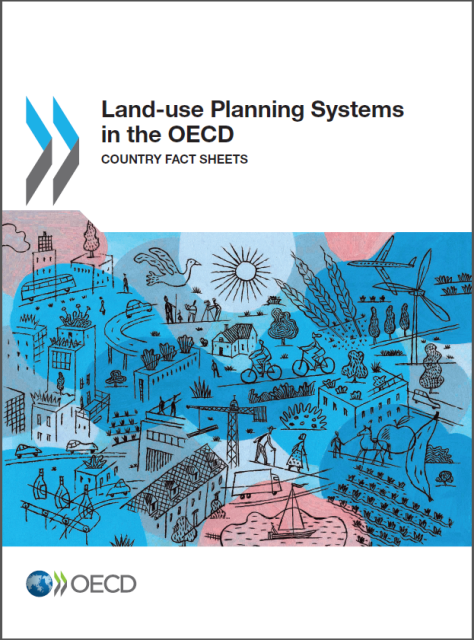 Land-use Planning Systems
in the OECD
COUNTRY FACT SHEETS
OECD